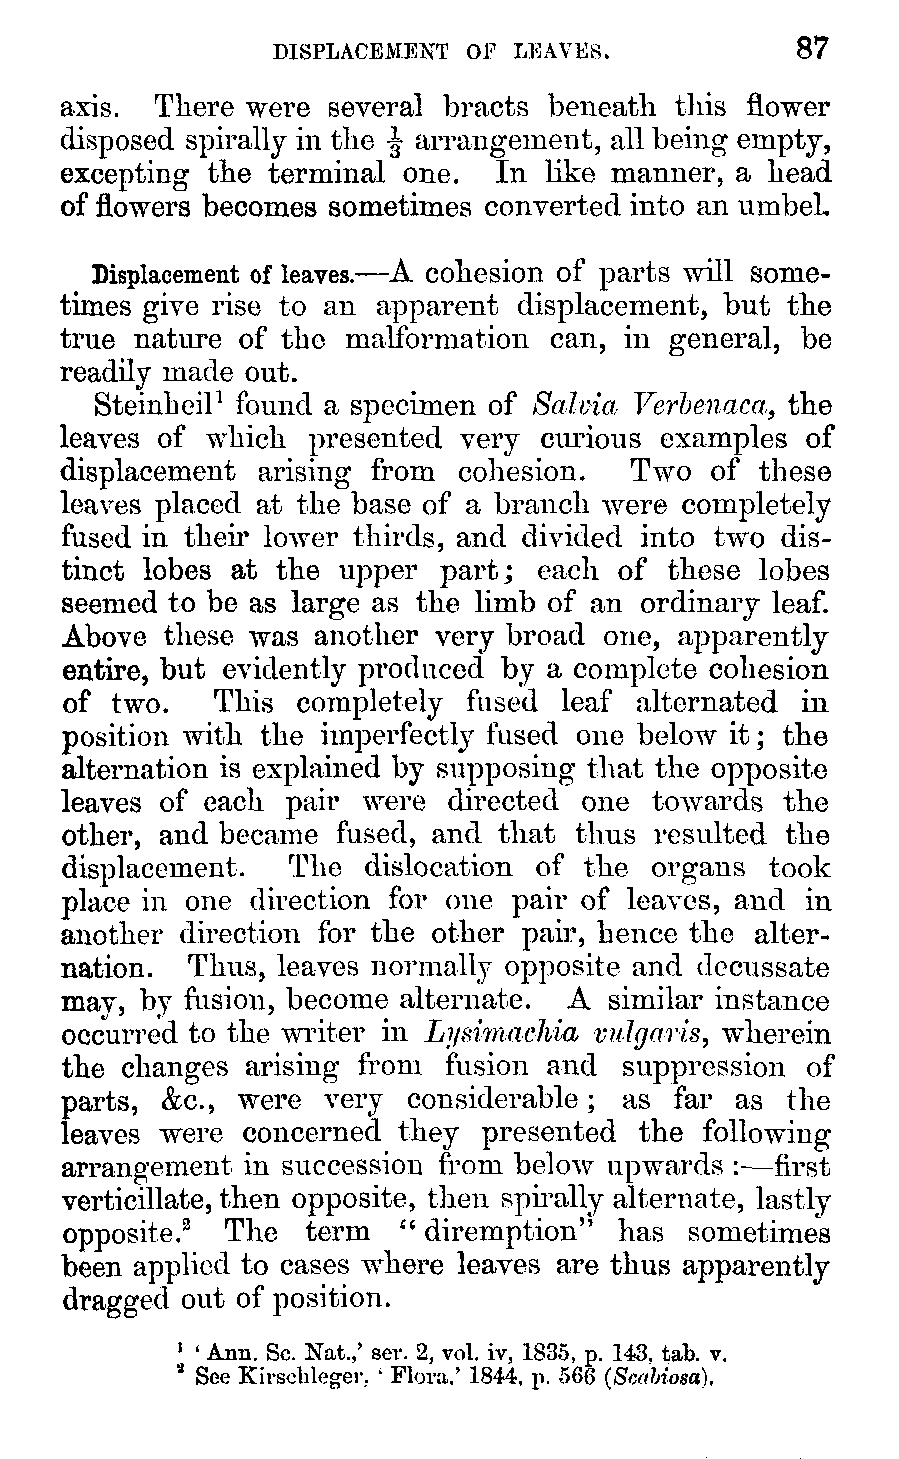 DISPLACEMENT OF LEAVES. 87
axis. There were several bracts beneath this flower
disposed spirally in the ⅓ arrangement, all being empty,
excepting the terminal one. In like manner, a head
of flowers becomes sometimes converted into an umbel.
Displacement of leaves.—A cohesion of parts will some-
times give rise to an apparent displacement, but the
true nature of the malformation can, in general, be
readily made out.
Steinheil¹ found a specimen of Salvia Verbenaca, the
leaves of which presented very curious examples of
displacement arising from cohesion. Two of these
leaves placed at the base of a branch were completely
fused in their lower thirds, and divided into two dis-
tinct lobes at the upper part; each of these lobes
seemed to be as large as the limb of an ordinary leaf.
Above these was another very broad one, apparently
entire, but evidently produced by a complete cohesion
of two. This completely fused leaf alternated in
position with the imperfectly fused one below it; the
alternation is explained by supposing that the opposite
leaves of each pair were directed one towards the
other, and became fused, and that thus resulted the
displacement. The dislocation of the organs took
place in one direction for one pair of leaves, and in
another direction for the other pair, hence the alter-
nation. Thus, leaves normally opposite and decussate
may, by fusion, become alternate. A similar instance
occurred to the writer in Lysimachia vulgaris, wherein
the changes arising from fusion and suppression of
parts, &c., were very considerable; as far as the
leaves were concerned they presented the following
arrangement in succession from below upwards :—first
verticillate, then opposite, then spirally alternate, lastly
opposite.² The term “diremption” has sometimes
been applied to cases where leaves are thus apparently
dragged out of position.
¹ ‘Ann. Sc. Nat.,’ ser. 2, vol. iv, 1835, p. 143, tab. v.
² See Kirschleger, ‘Flora,’ 1844, p. 566 (Scabiosa).